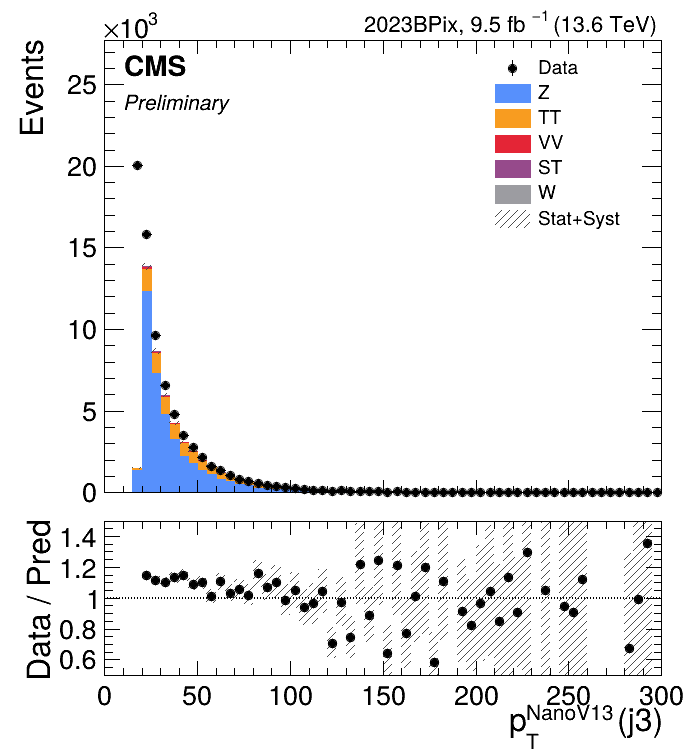 ×10³
2023BPix, 9.5 fb ⁻¹ (13.6 TeV)
CMS
Preliminary
Events
25
20
15
10
5
0
Data
Z
TT
VV
ST
W
Stat+Syst
Data / Pred
1.4
1.2
1
0.8
0.6
0 50 100 150 200 250 300
p_T^NanoV13 (j3)